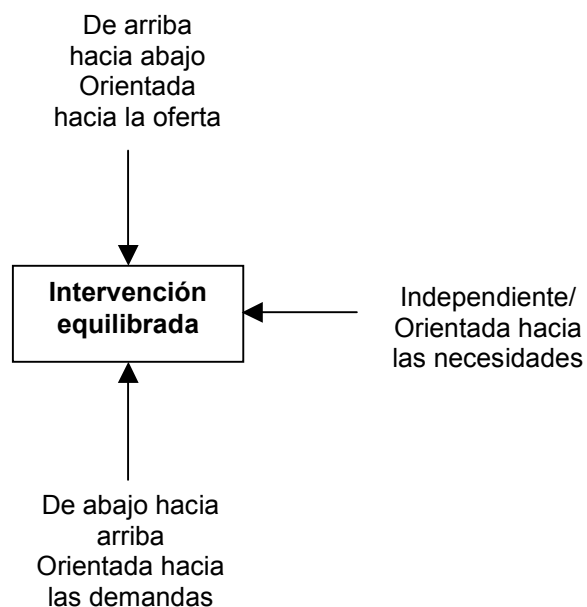 De arriba
hacia abajo
Orientada
hacia la oferta
Intervención
equilibrada
Independiente/
Orientada hacia
las necesidades
De abajo hacia
arriba
Orientada hacia
las demandas